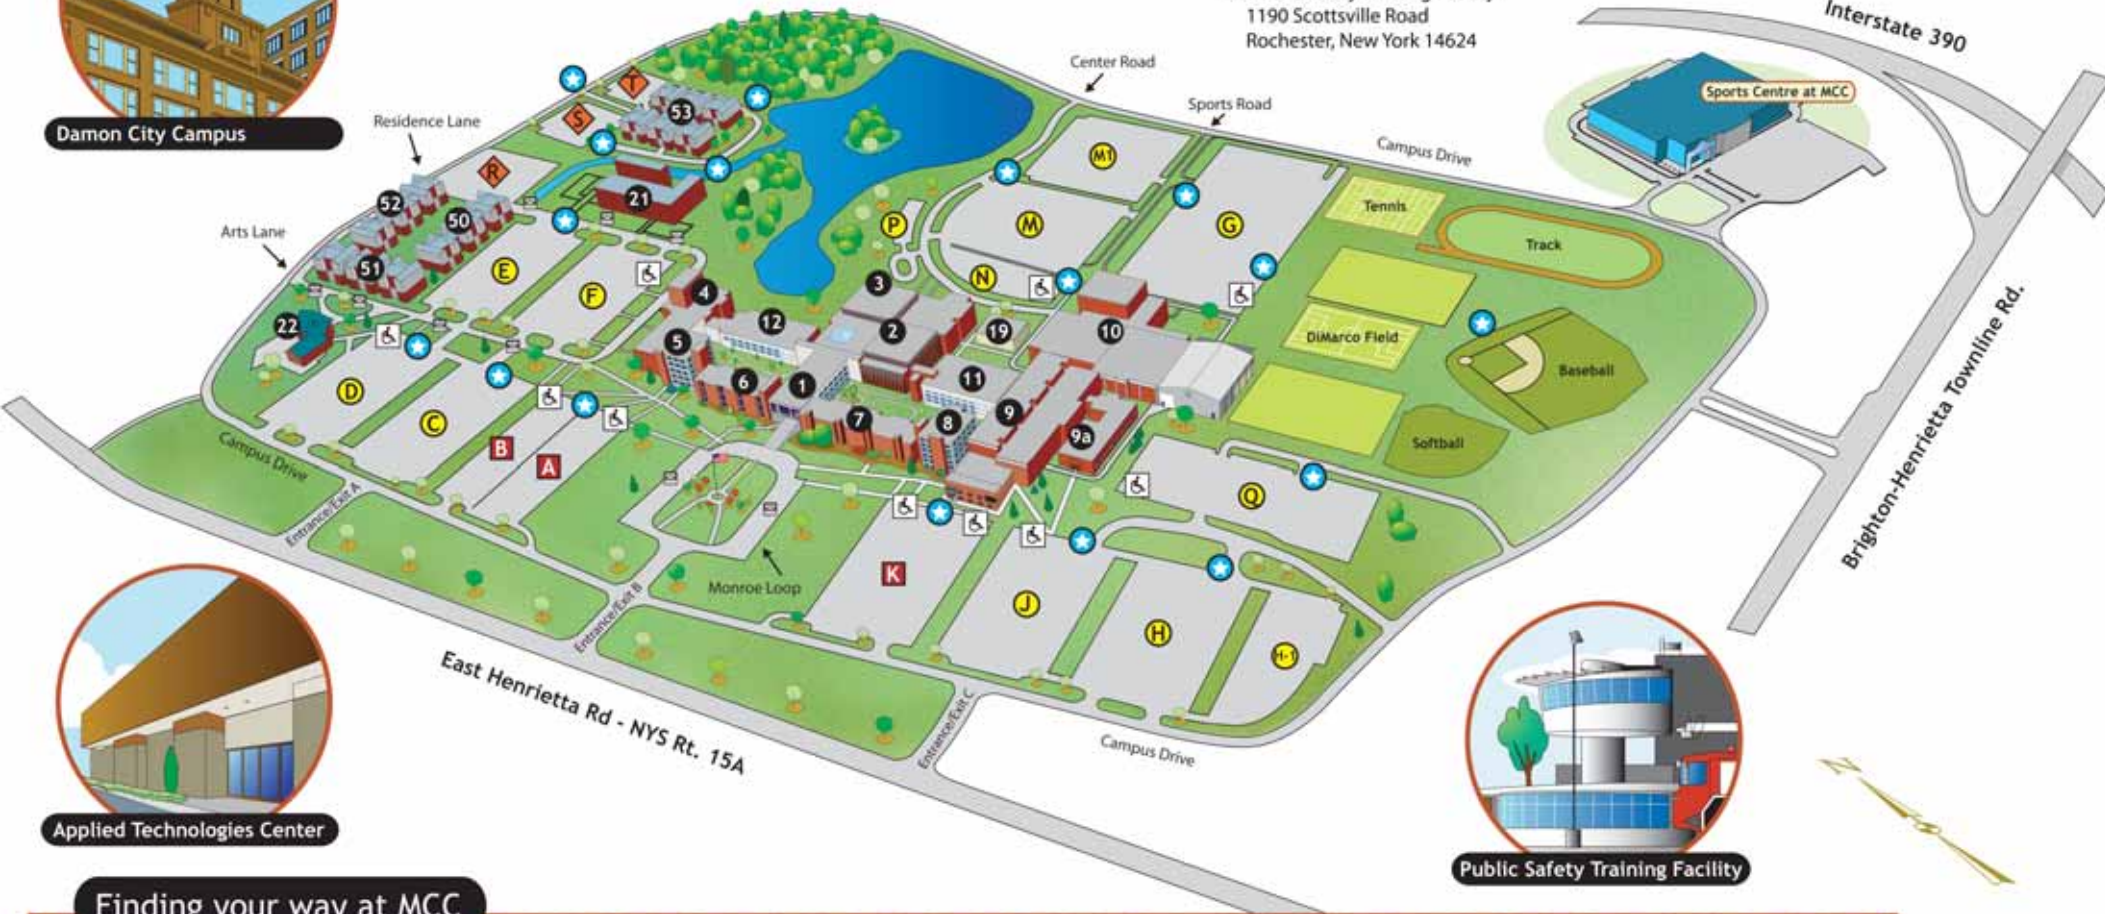 1190 Scottsville Road
Rochester, New York 14624
Interstate 390
Center Road
Sports Road
Campus Drive
Sports Centre at MCC
Damon City Campus
Residence Lane
Arts Lane
T
S
53
R
21
52
50
51
22
E
F
M1
M
P
N
G
Tennis
Track
DiMarco Field
Baseball
Softball
4
3
12
2
19
10
5
6
1
11
7
8
9
9a
D
C
B
A
K
J
H
H-1
Q
Campus Drive
Entrance/Exit A
Monroe Loop
Entrance/Exit B
East Henrietta Rd - NYS Rt. 15A
Entrance/Exit C
Campus Drive
Brighton-Henrietta Townline Rd.
Applied Technologies Center
Public Safety Training Facility
N
S
Finding your way at MCC